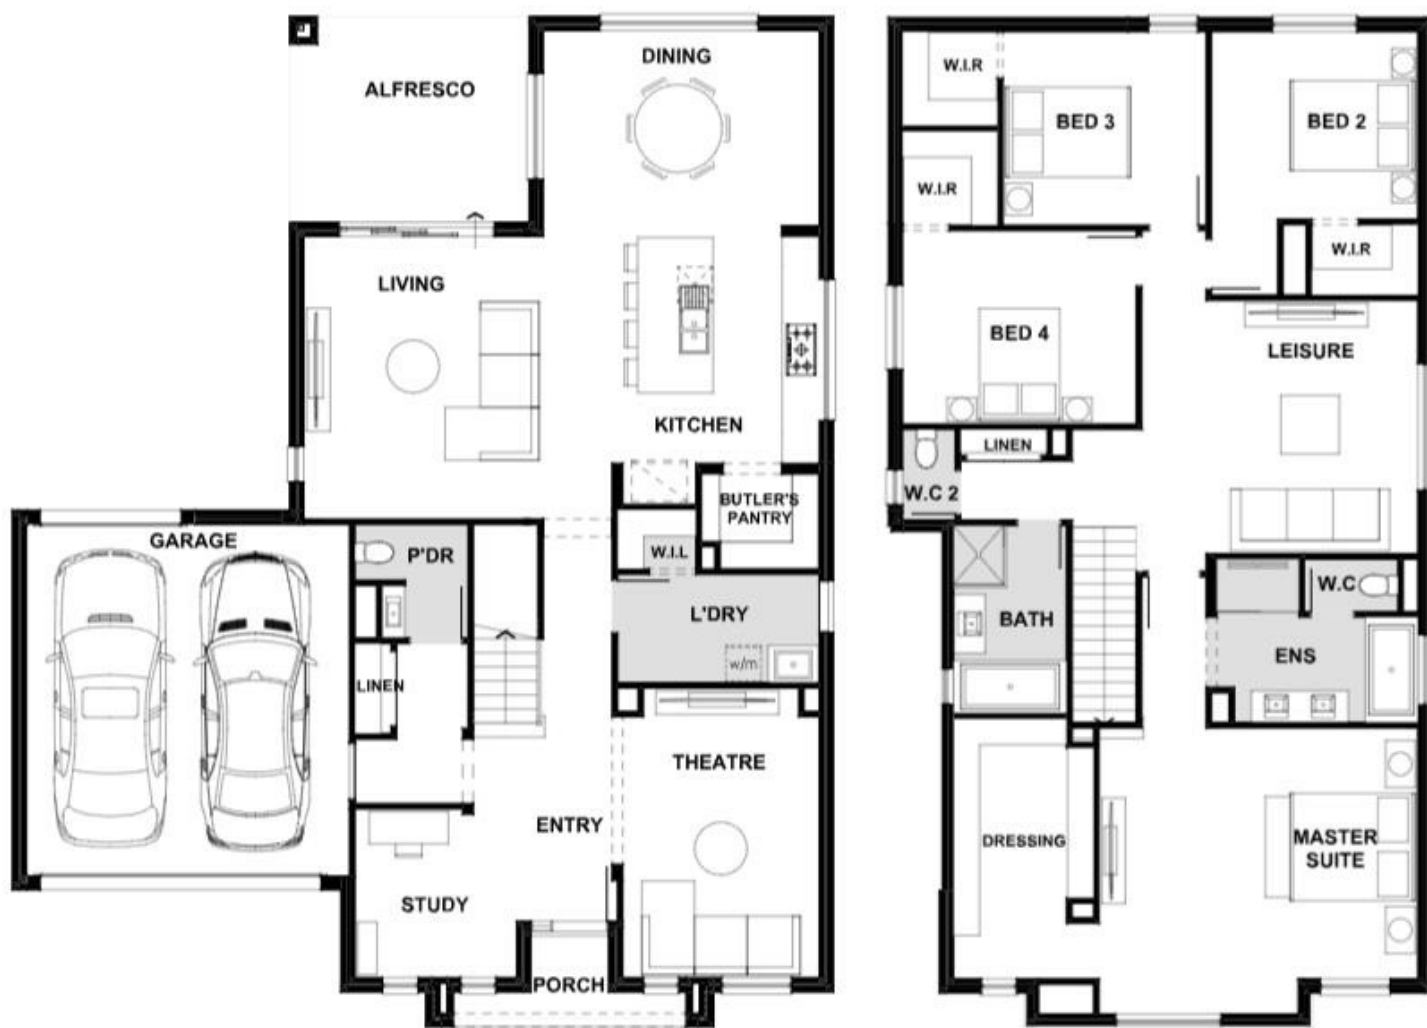 DINING
ALFRESCO
LIVING
KITCHEN
BUTLER'S
PANTRY
GARAGE
P'DR
W.I.L
L'DRY
w/m
LINEN
THEATRE
ENTRY
STUDY
PORCH
W.I.R
BED 3
BED 2
W.I.R
W.I.R
BED 4
LEISURE
LINEN
W.C 2
W.C
BATH
ENS
DRESSING
MASTER
SUITE